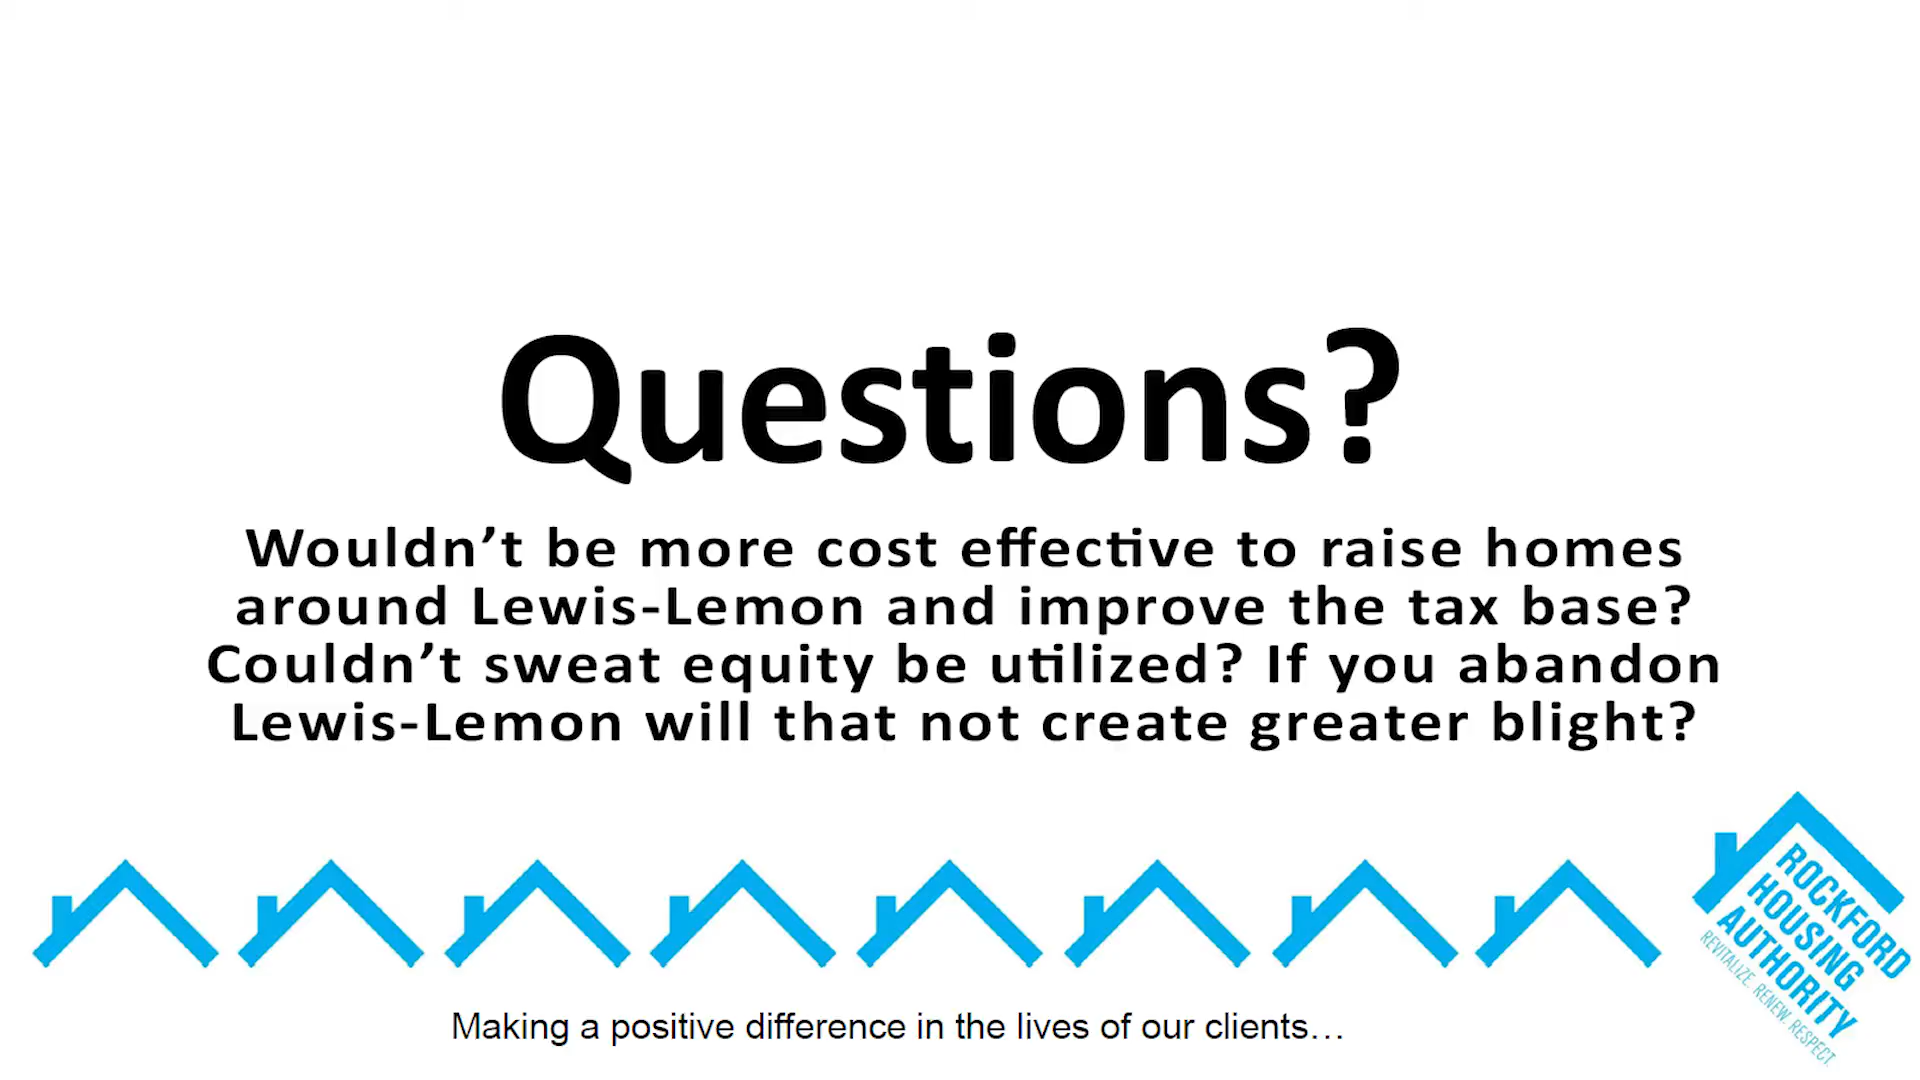 Questions?
Wouldn’t be more cost effective to raise homes
around Lewis-Lemon and improve the tax base?
Couldn’t sweat equity be utilized? If you abandon
Lewis-Lemon will that not create greater blight?
ROCKFORD
HOUSING
AUTHORITY
REVITALIZE. RENEW. RESPECT.
Making a positive difference in the lives of our clients…